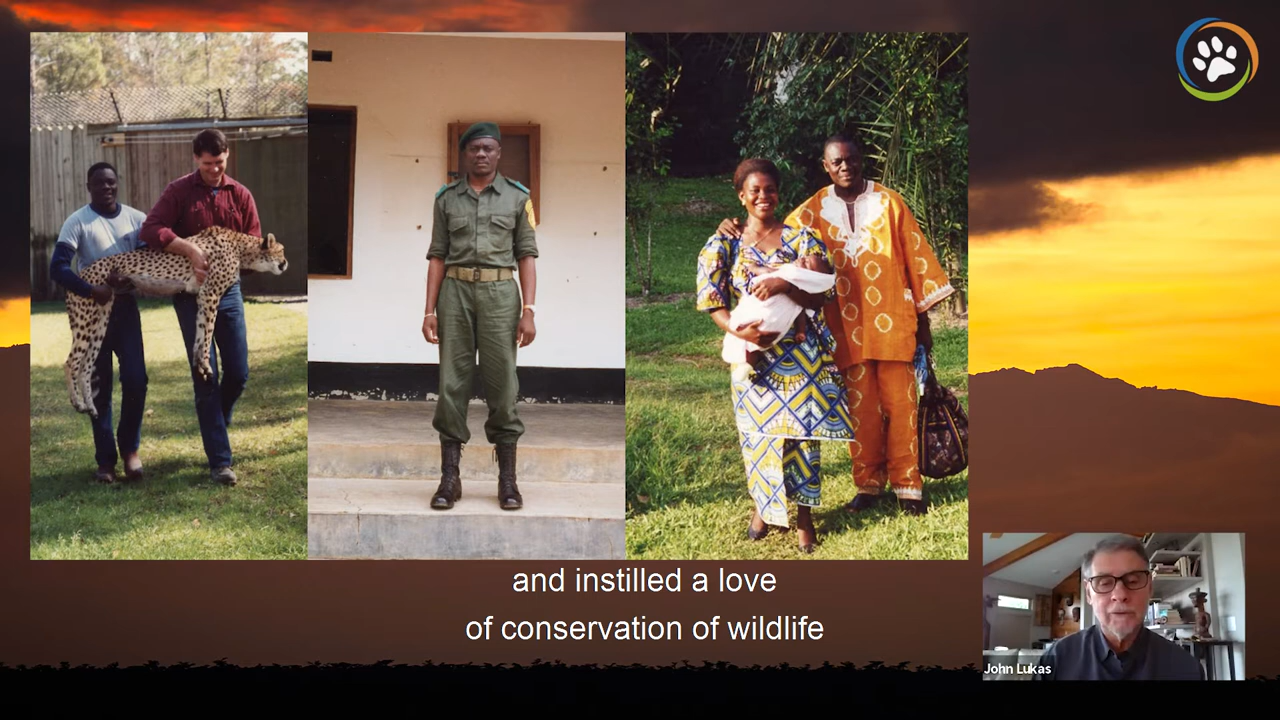 and instilled a love
of conservation of wildlife
John Lukas